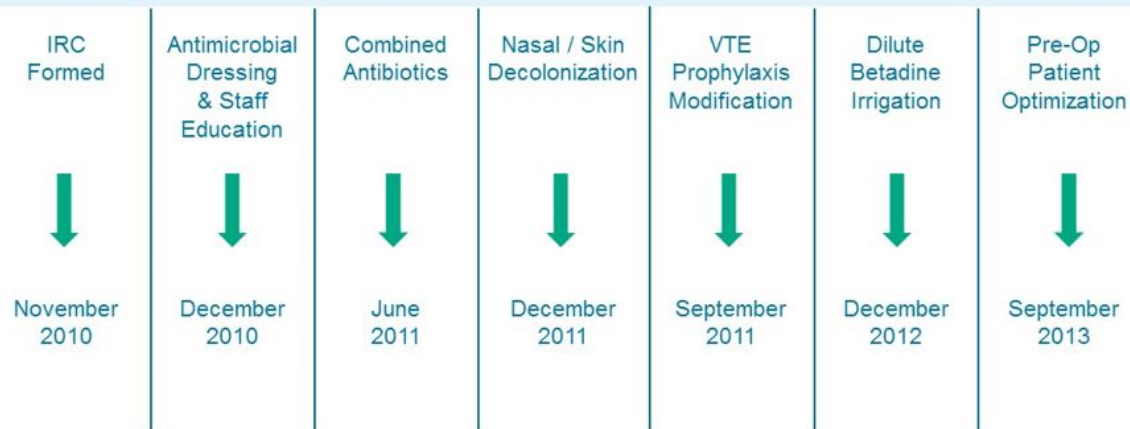 IRC
Formed
November
2010
Antimicrobial
Dressing
& Staff
Education
December
2010
Combined
Antibiotics
June
2011
Nasal / Skin
Decolonization
December
2011
VTE
Prophylaxis
Modification
September
2011
Dilute
Betadine
Irrigation
December
2012
Pre-Op
Patient
Optimization
September
2013